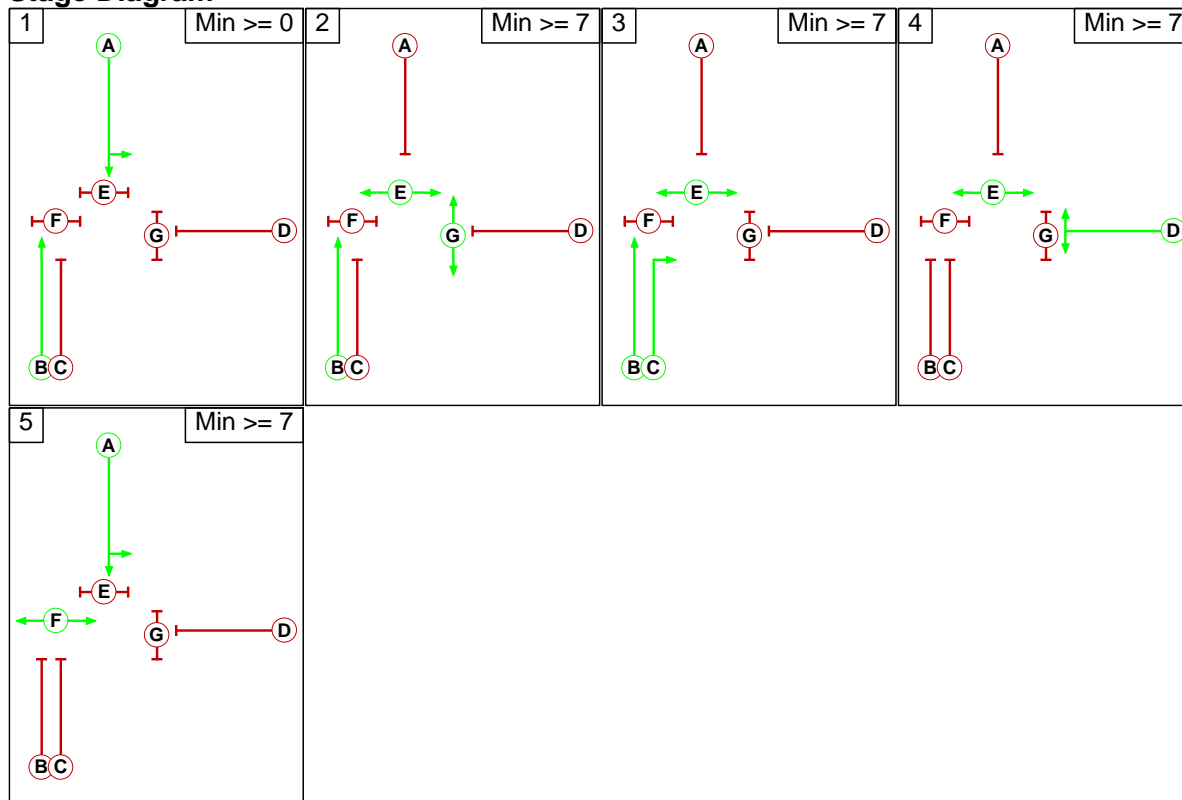 Stage Diagram
1 Min >= 0
A
E
F
G
D
B C
2 Min >= 7
A
E
F
G
D
B C
3 Min >= 7
A
E
F
G
D
B C
4 Min >= 7
A
E
F
G
D
B C
5 Min >= 7
A
E
F
G
D
B C